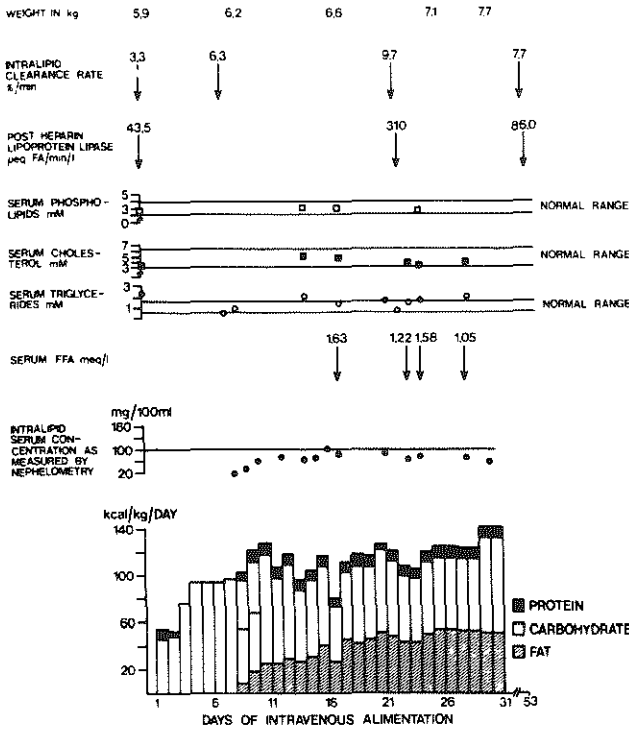 WEIGHT IN kg 5,9 6,2 6,6 7,1 7,7
INTRALIPID
CLEARANCE RATE
%/min
3,3 6,3 9,7 7,7
POST HEPARIN
LIPOPROTEIN LIPASE
µeq FA/min/l
43,5 310 86,0
SERUM PHOSPHO-
LIPIDS mM
5
3
0
NORMAL RANGE
SERUM CHOLES-
TEROL mM
7
5
3
NORMAL RANGE
SERUM TRIGLYCE-
RIDES mM
3
1
NORMAL RANGE
SERUM FFA meq/l
1,63 1,22 1,58 1,05
INTRALIPID
SERUM CON-
CENTRATION AS
MEASURED BY
NEPHELOMETRY
mg/100ml
180
100
20
kcal/kg/DAY
140
100
60
20
PROTEIN
CARBOHYDRATE
FAT
1 6 11 16 21 26 31 53
DAYS OF INTRAVENOUS ALIMENTATION